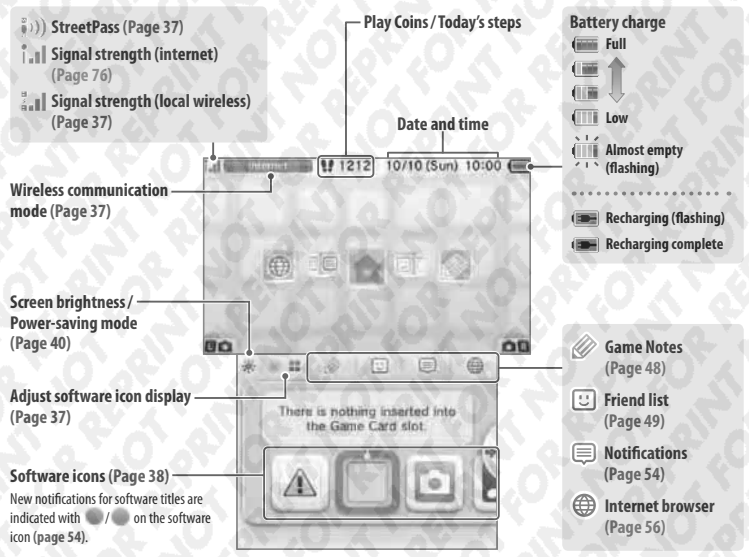 StreetPass (Page 37)
Signal strength (internet)
(Page 76)
Signal strength (local wireless)
(Page 37)
Play Coins / Today's steps
Date and time
Battery charge
Full
Low
Almost empty
(flashing)
Recharging (flashing)
Recharging complete
Internet
1212
10/10 (Sun) 10:00
Wireless communication
mode (Page 37)
Screen brightness /
Power-saving mode
(Page 40)
L
R
Adjust software icon display
(Page 37)
There is nothing inserted into
the Game Card slot.
Software icons (Page 38)
New notifications for software titles are
indicated with / on the software
icon (page 54).
Game Notes
(Page 48)
Friend list
(Page 49)
Notifications
(Page 54)
Internet browser
(Page 56)
NOT FOR REPRINT